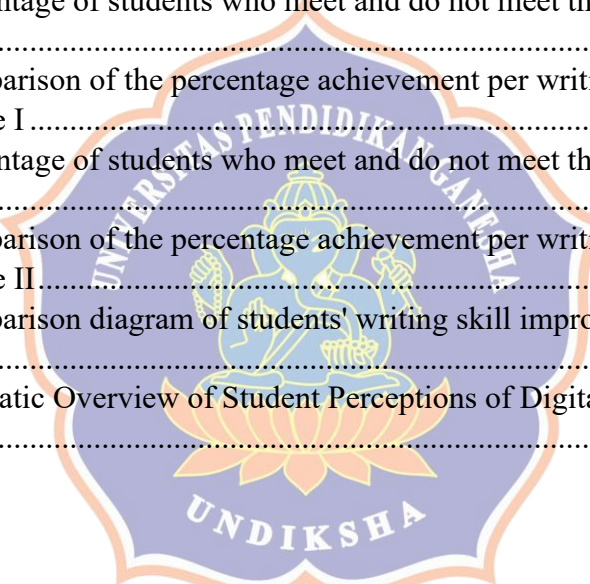 ntage of students who meet and do not meet th
................................................................
parison of the percentage achievement per writi
e I................................................................
ntage of students who meet and do not meet th
................................................................
parison of the percentage achievement per writi
e II................................................................
parison diagram of students' writing skill impro
................................................................
atic Overview of Student Perceptions of Digita
................................................................
UNIVERSITAS PENDIDIKAN GANESHA
UNDIKSHA